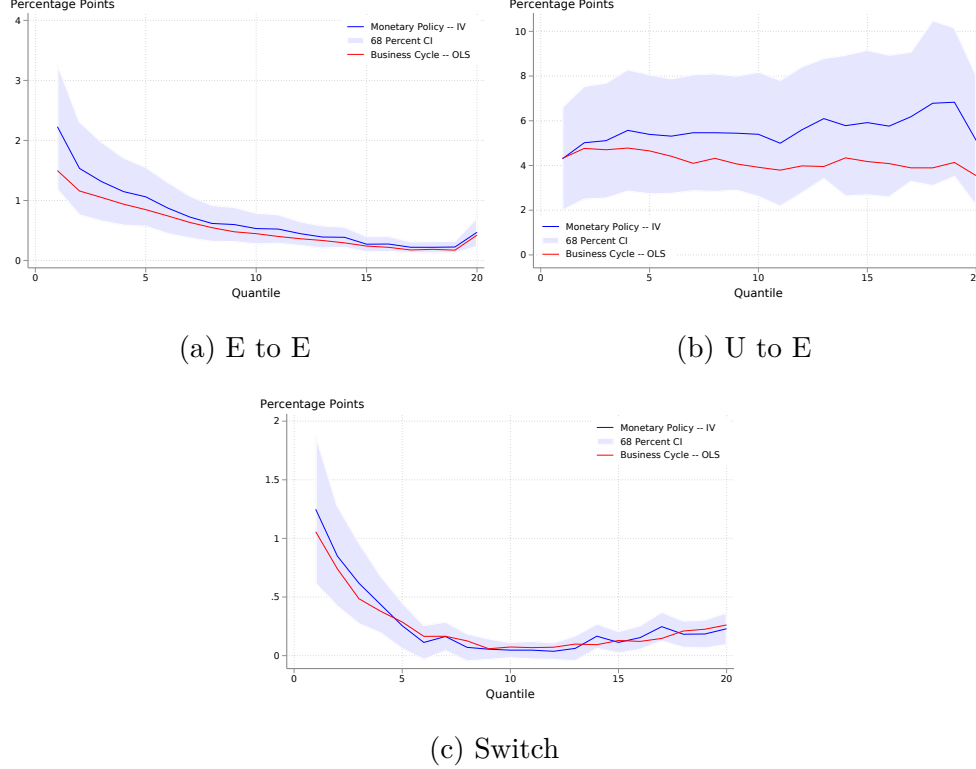 Percentage Points
4
3
2
1
0
Monetary Policy -- IV
68 Percent CI
Business Cycle -- OLS
0 5 10 15 20
Quantile
(a) E to E
Percentage Points
10
8
6
4
2
0
Monetary Policy -- IV
68 Percent CI
Business Cycle -- OLS
0 5 10 15 20
Quantile
(b) U to E
Percentage Points
2
1.5
1
.5
0
Monetary Policy -- IV
68 Percent CI
Business Cycle -- OLS
0 5 10 15 20
Quantile
(c) Switch